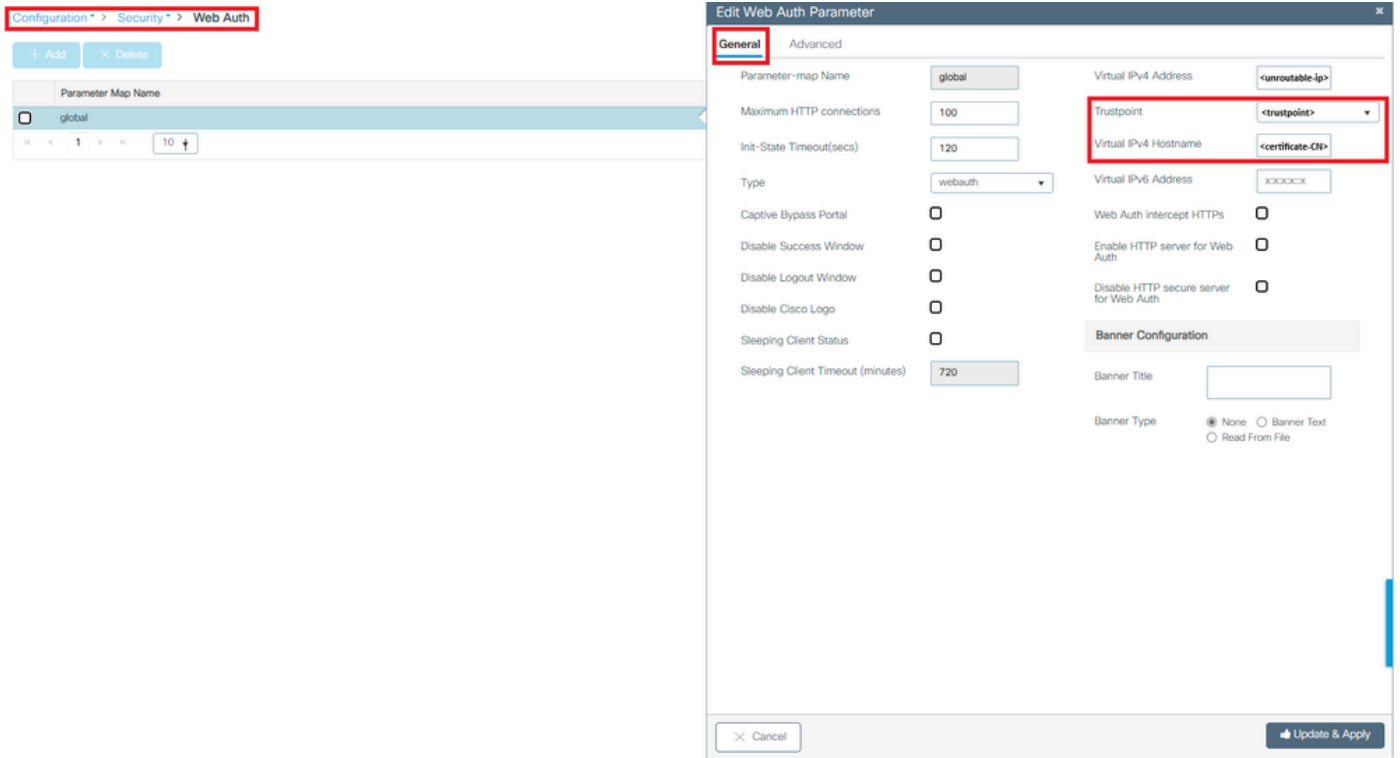 Configuration * > Security * > Web Auth
+ Add
× Delete
Parameter Map Name
global
1
10
Edit Web Auth Parameter
General
Advanced
Parameter-map Name
global
Maximum HTTP connections
100
Init-State Timeout(secs)
120
Type
webauth
Captive Bypass Portal
Disable Success Window
Disable Logout Window
Disable Cisco Logo
Sleeping Client Status
Sleeping Client Timeout (minutes)
720
Virtual IPv4 Address
<unroutable-ip>
Trustpoint
<trustpoint>
Virtual IPv4 Hostname
<certificate-CN>
Virtual IPv6 Address
Web Auth intercept HTTPs
Enable HTTP server for Web
Auth
Disable HTTP secure server
for Web Auth
Banner Configuration
Banner Title
Banner Type
None
Banner Text
Read From File
Cancel
Update & Apply